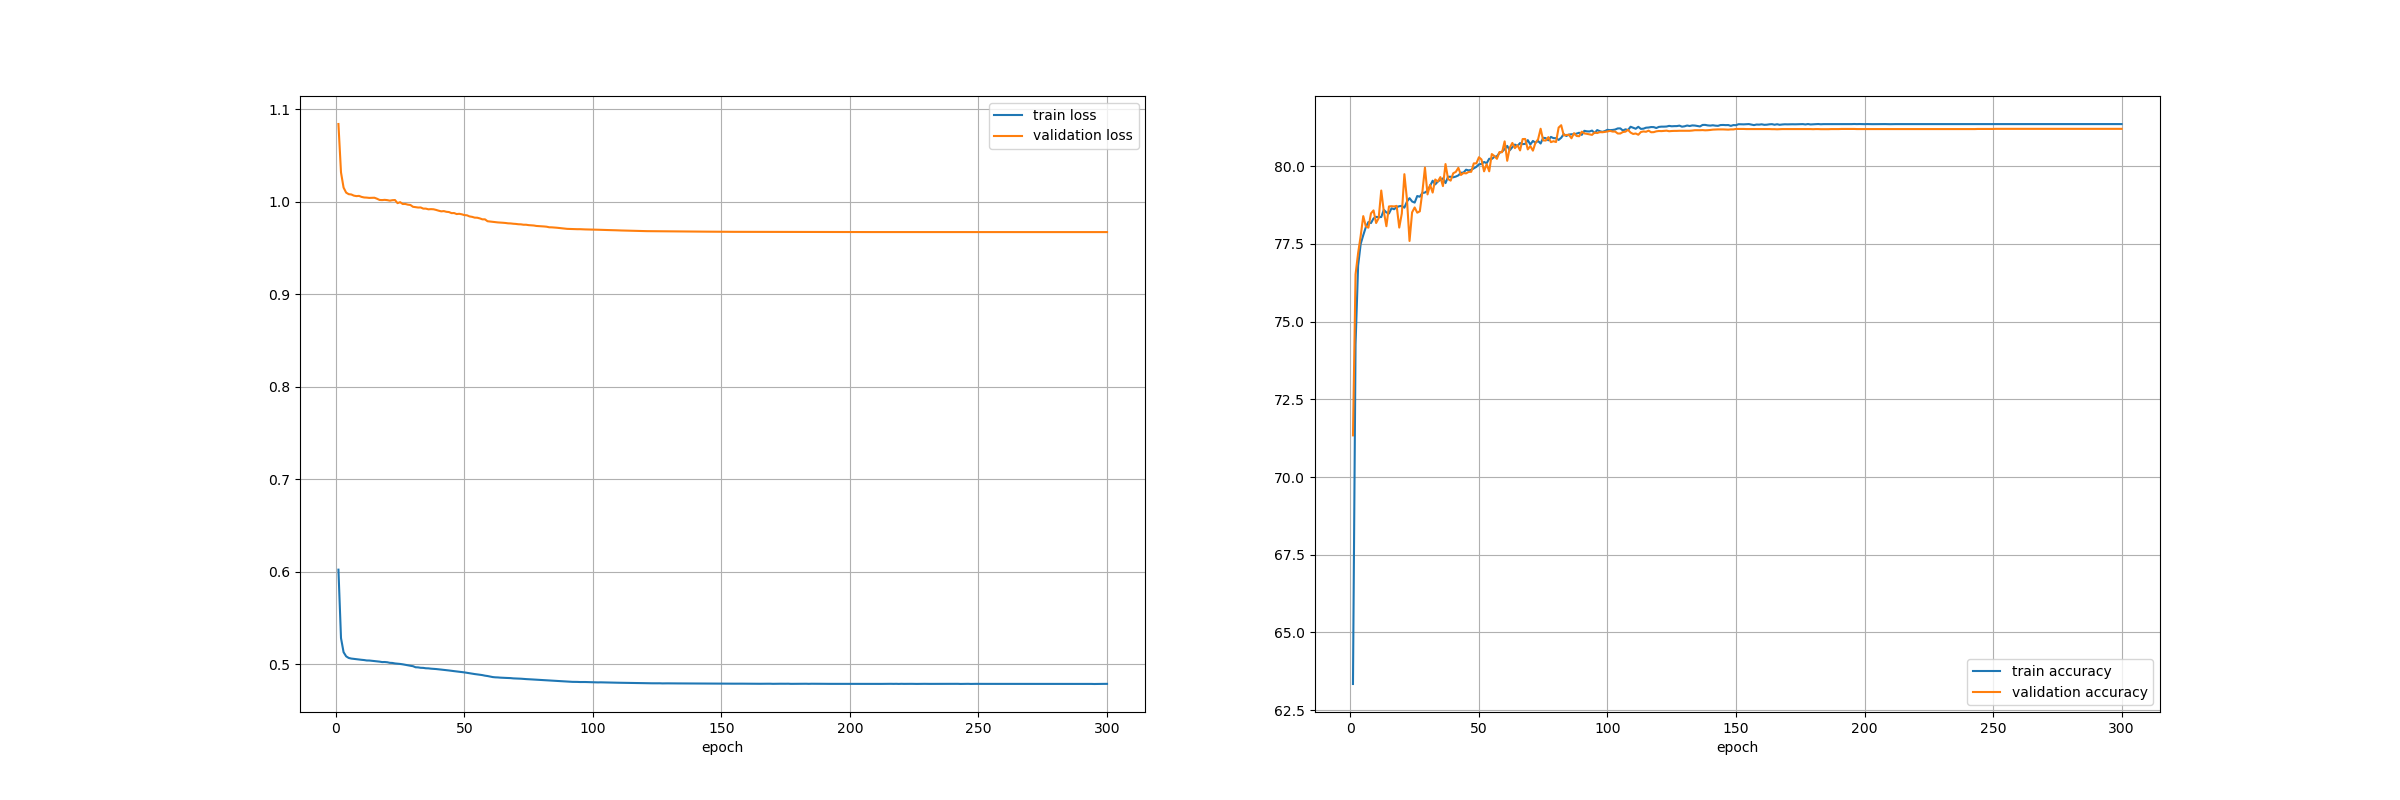 1.1
1.0
0.9
0.8
0.7
0.6
0.5
0 50 100 150 200 250 300
epoch
train loss
validation loss
80.0
77.5
75.0
72.5
70.0
67.5
65.0
62.5
0 50 100 150 200 250 300
epoch
train accuracy
validation accuracy